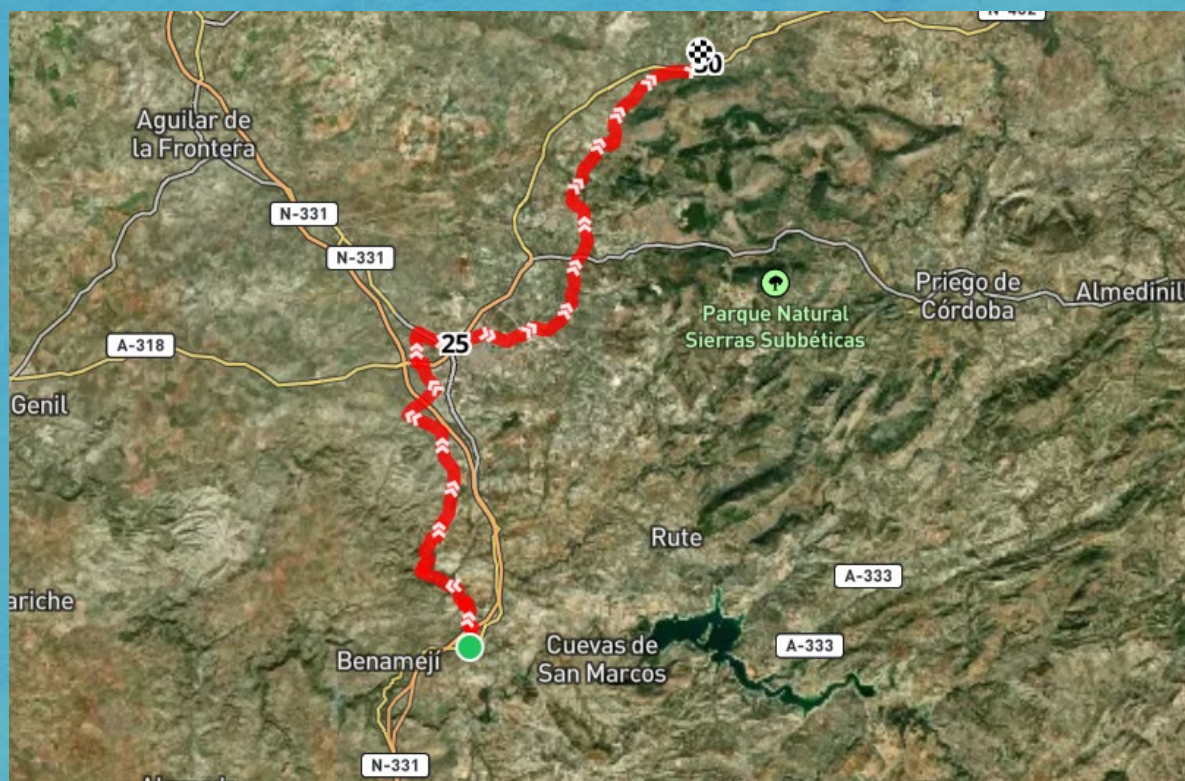 N-432
50
Aguilar de
la Frontera
N-331
N-331
Priego de
Córdoba
Almedinil
Parque Natural
Sierras Subbéticas
25
A-318
Genil
Rute
A-333
ariche
Cuevas de
San Marcos
A-333
Benamejí
N-331